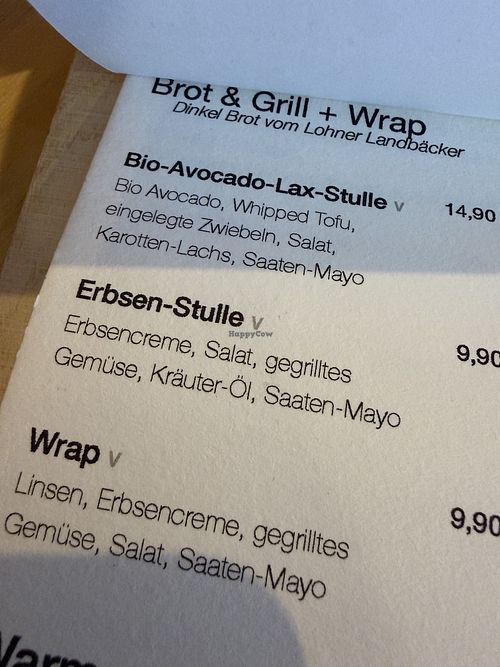 Brot & Grill + Wrap
Dinkel Brot vom Lohner Landbäcker
Bio-Avocado-Lax-Stulle v 14,90
Bio Avocado, Whipped Tofu,
eingelegte Zwiebeln, Salat,
Karotten-Lachs, Saaten-Mayo
Erbsen-Stulle v 9,90
HappyCow
Erbsencreme, Salat, gegrilltes
Gemüse, Kräuter-Öl, Saaten-Mayo
Wrap v 9,90
Linsen, Erbsencreme, gegrilltes
Gemüse, Salat, Saaten-Mayo